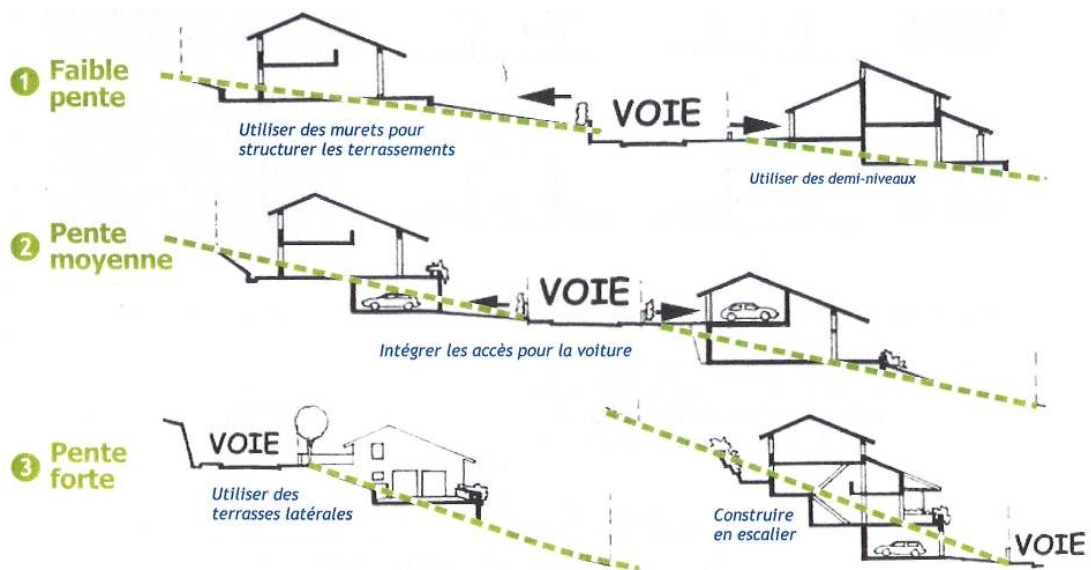 1 Faible
pente
VOIE
Utiliser des murets pour
structurer les terrassements
Utiliser des demi-niveaux
2 Pente
moyenne
VOIE
Intégrer les accès pour la voiture
3 Pente
forte
VOIE
Utiliser des
terrasses latérales
Construire
en escalier
VOIE